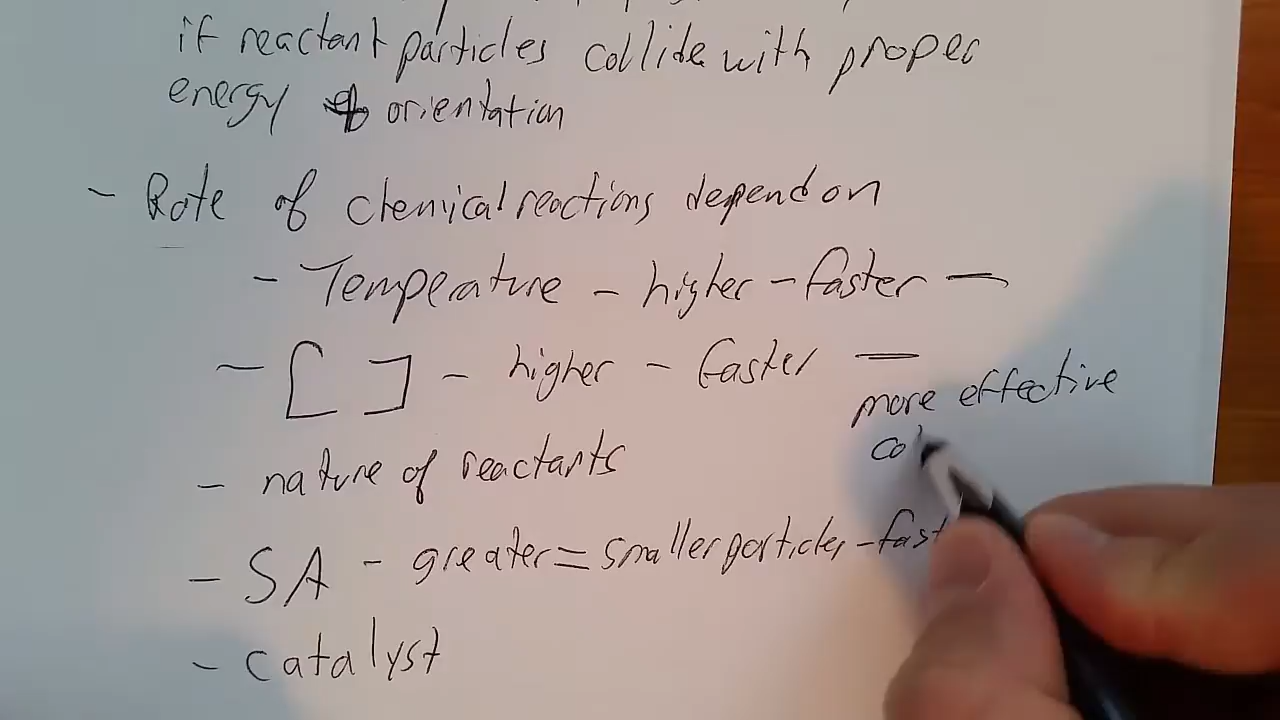 if reactant particles collide with proper
energy & orientation
- Rate of chemical reactions depend on
- Temperature - higher - faster -
- [ ] - higher - faster -
more effective
co
- nature of reactants
- SA - greater = smaller particles - fast
- catalyst